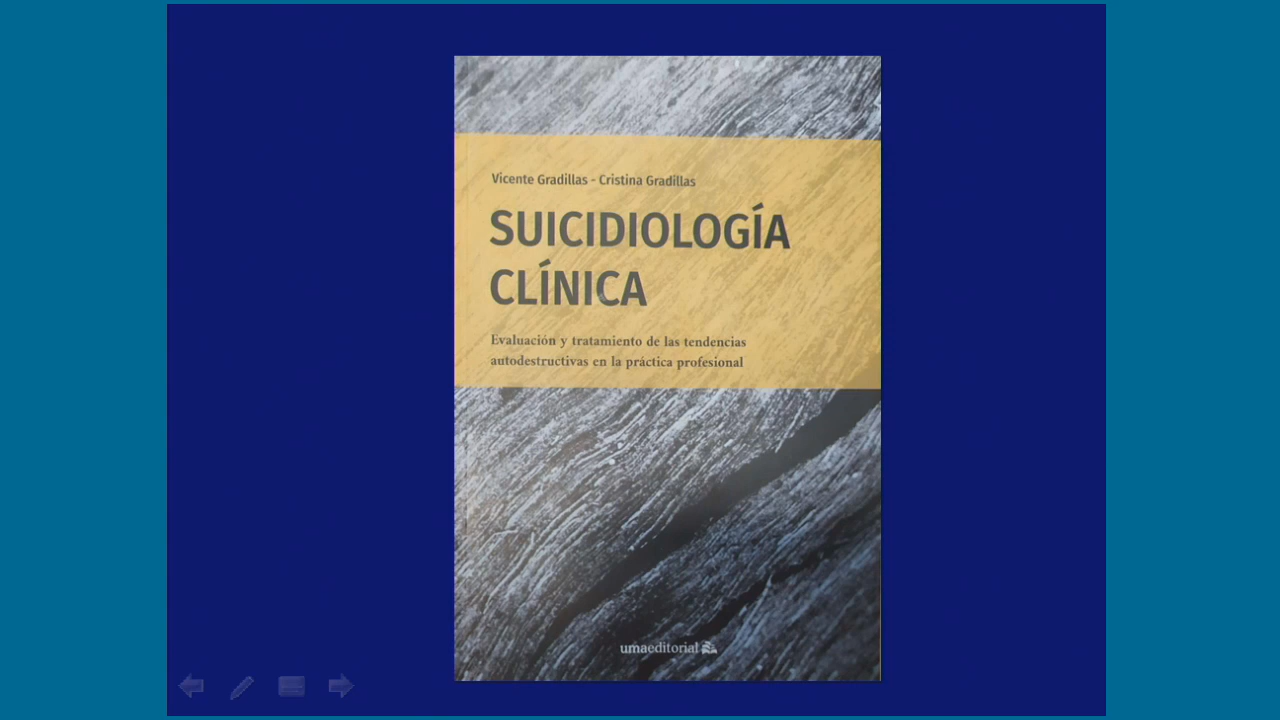 Vicente Gradillas - Cristina Gradillas
SUICIDIOLOGÍA
CLÍNICA
Evaluación y tratamiento de las tendencias
autodestructivas en la práctica profesional
umaeditorial